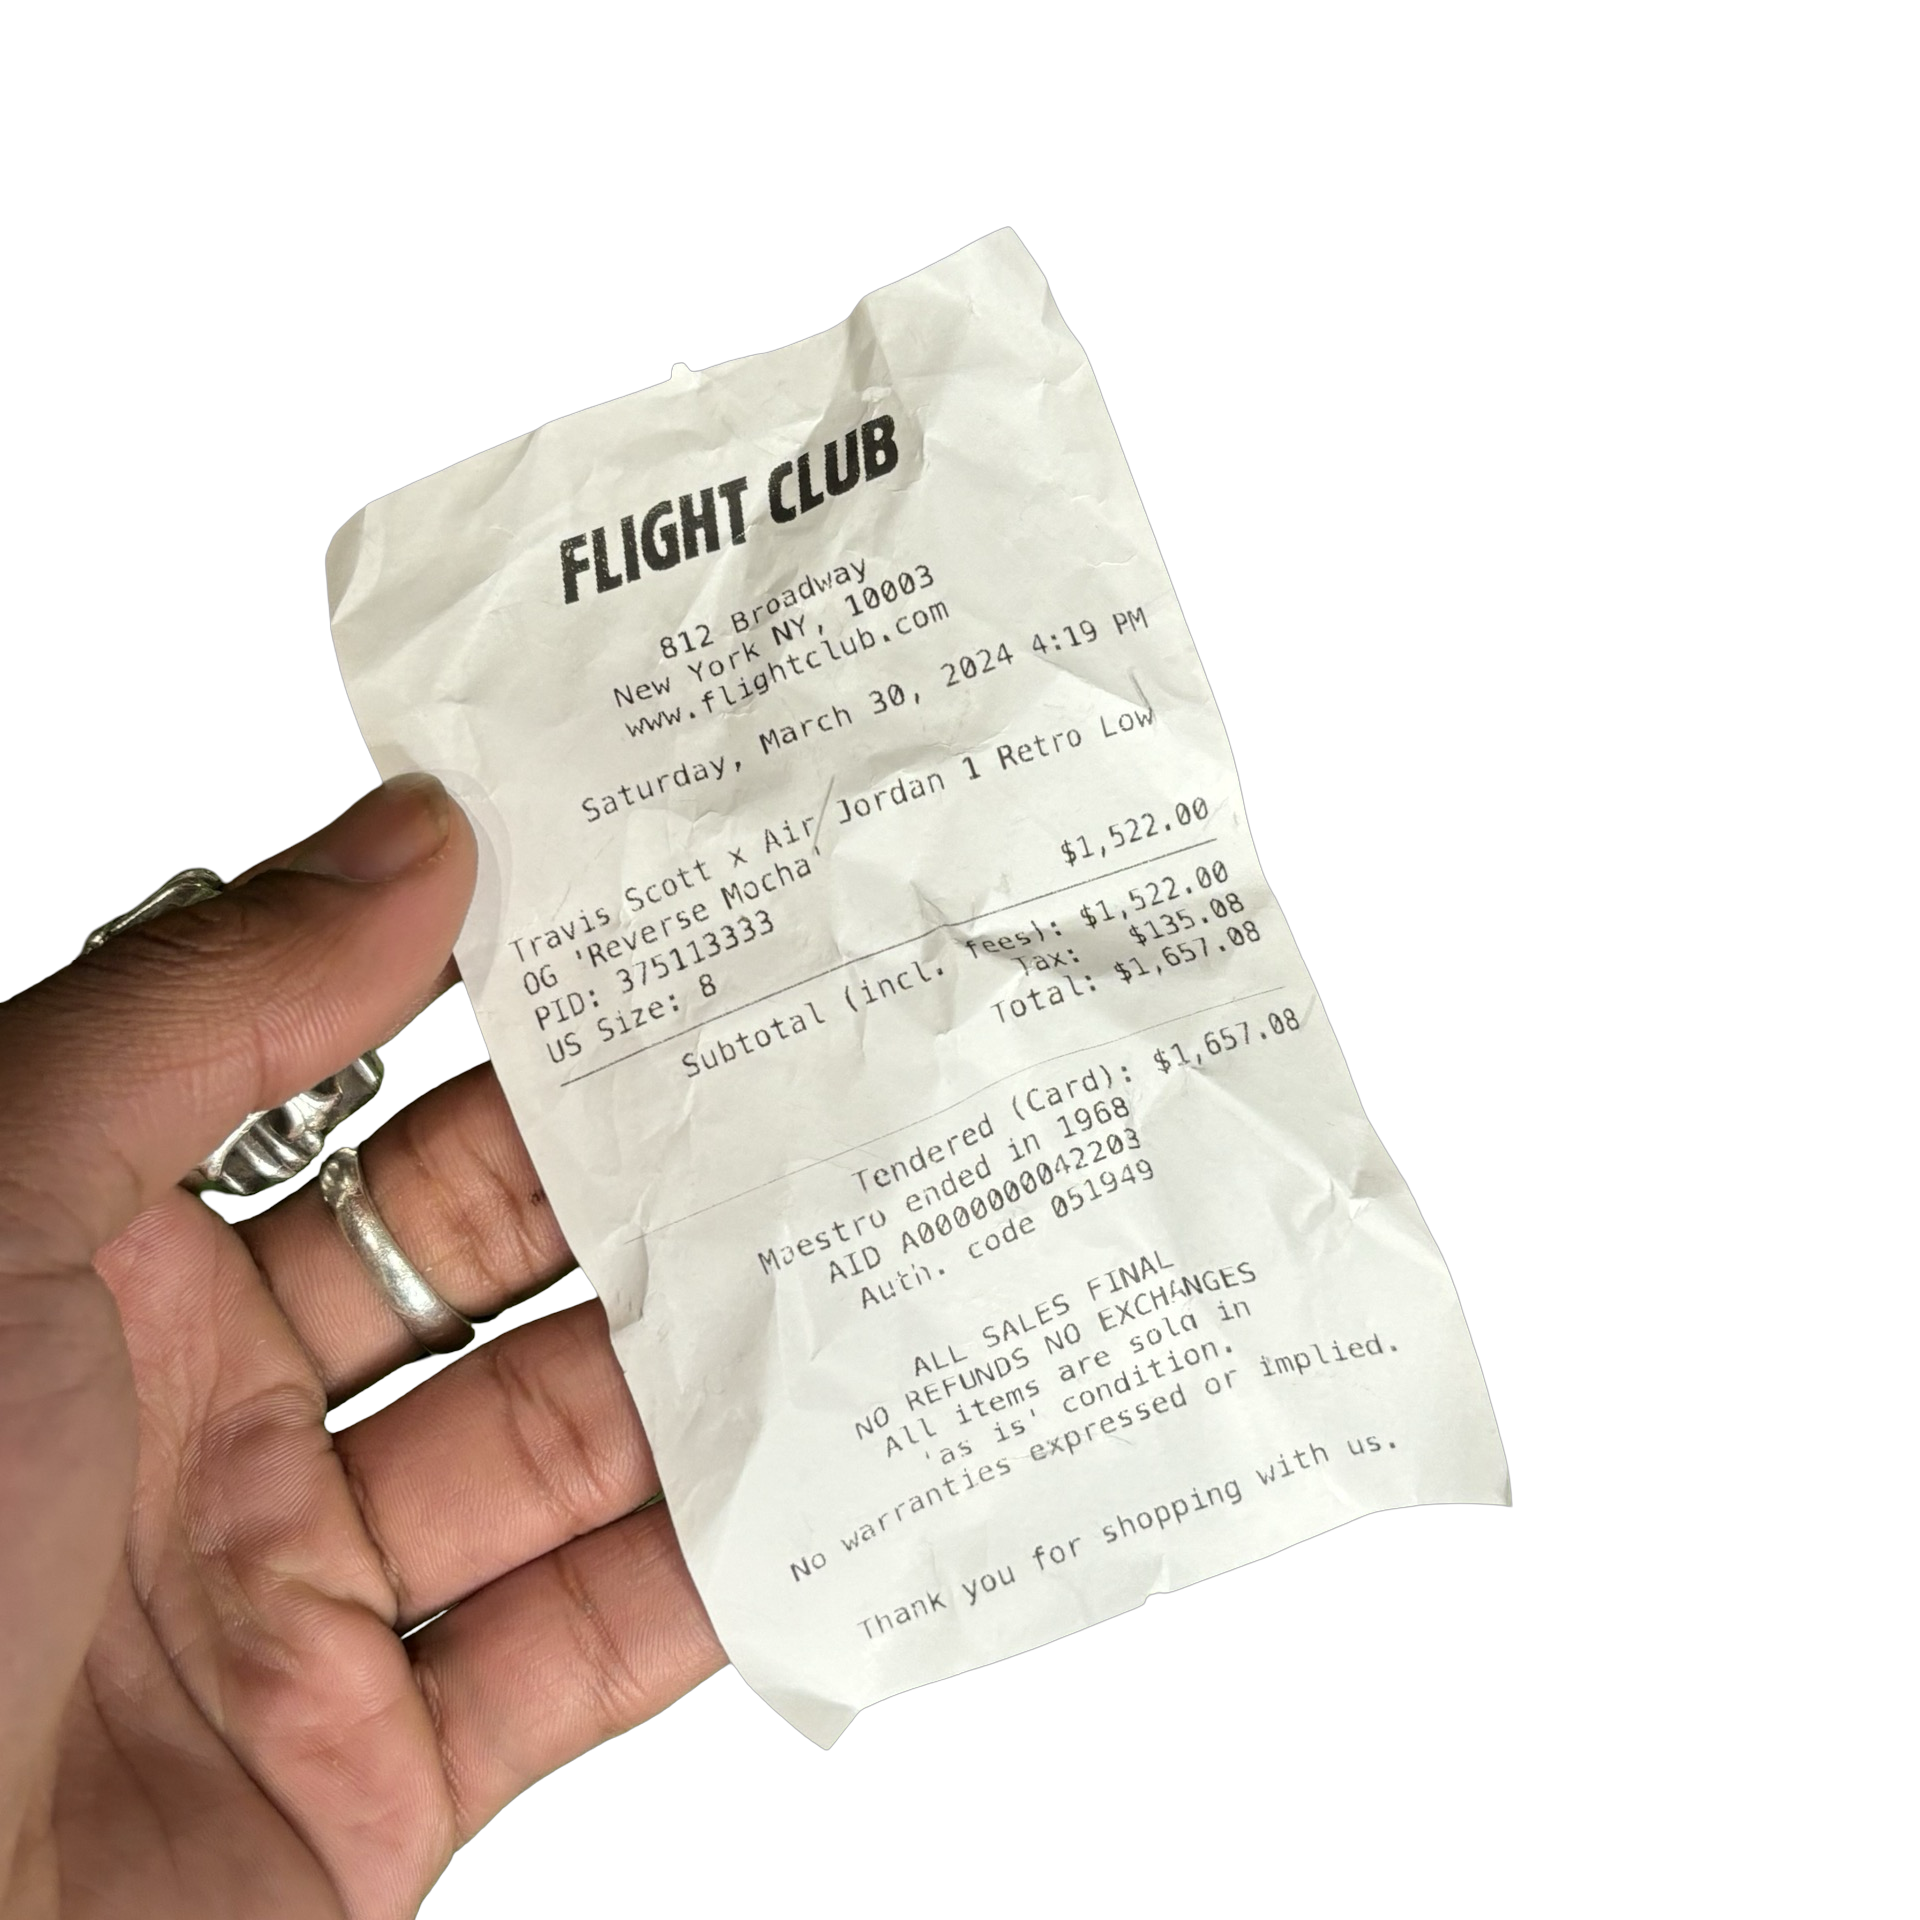 FLIGHT CLUB
812 Broadway
New York NY, 10003
www.flightclub.com
Saturday, March 30, 2024 4:19 PM
Travis Scott x Air Jordan 1 Retro Low
OG 'Reverse Mocha'
PID: 375113333
US Size: 8
$1,522.00
Subtotal (incl. fees): $1,522.00
Tax: $135.08
Total: $1,657.08
Tendered (Card): $1,657.08
Maestro ended in 1968
AID A0000000042203
Auth. code 051949
ALL SALES FINAL
NO REFUNDS NO EXCHANGES
All items are sold in
'as is' condition.
No warranties expressed or implied.
Thank you for shopping with us.